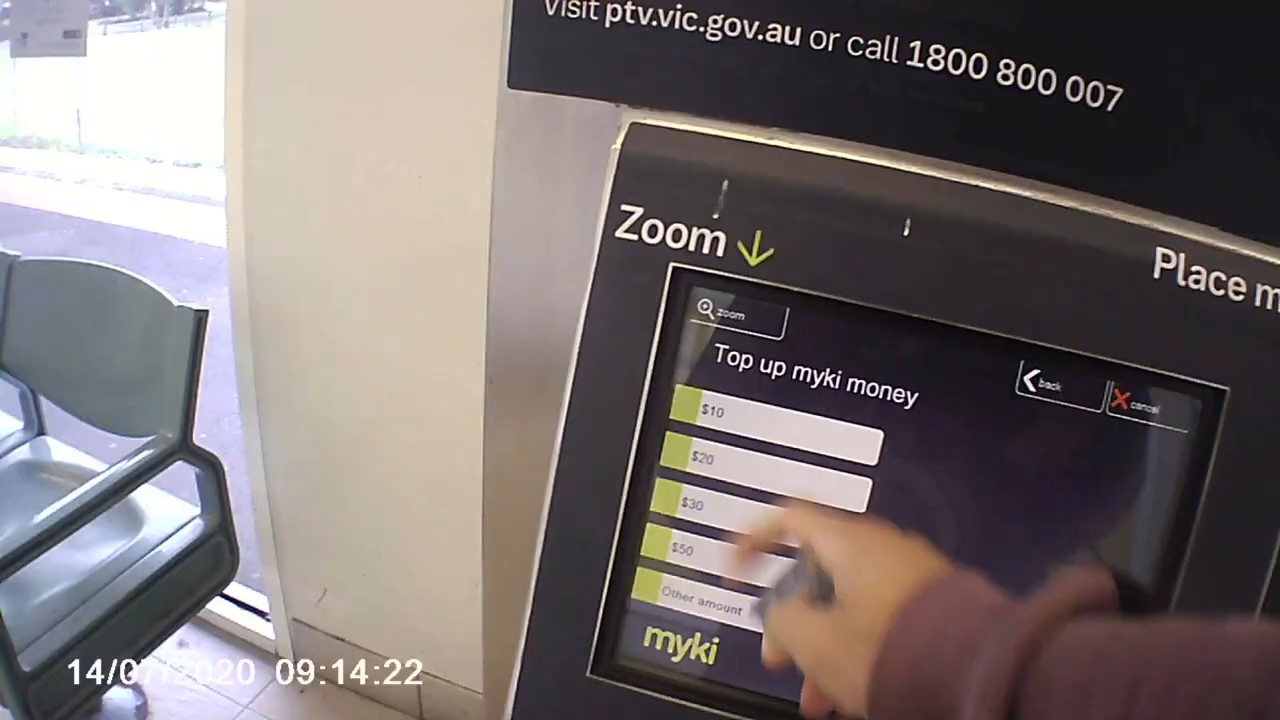 visit ptv.vic.gov.au or call 1800 800 007
Zoom
Place
zoom
back
cancel
Top up myki money
$10
$20
$30
$50
Other amount
myki
14/07/2020 09:14:22